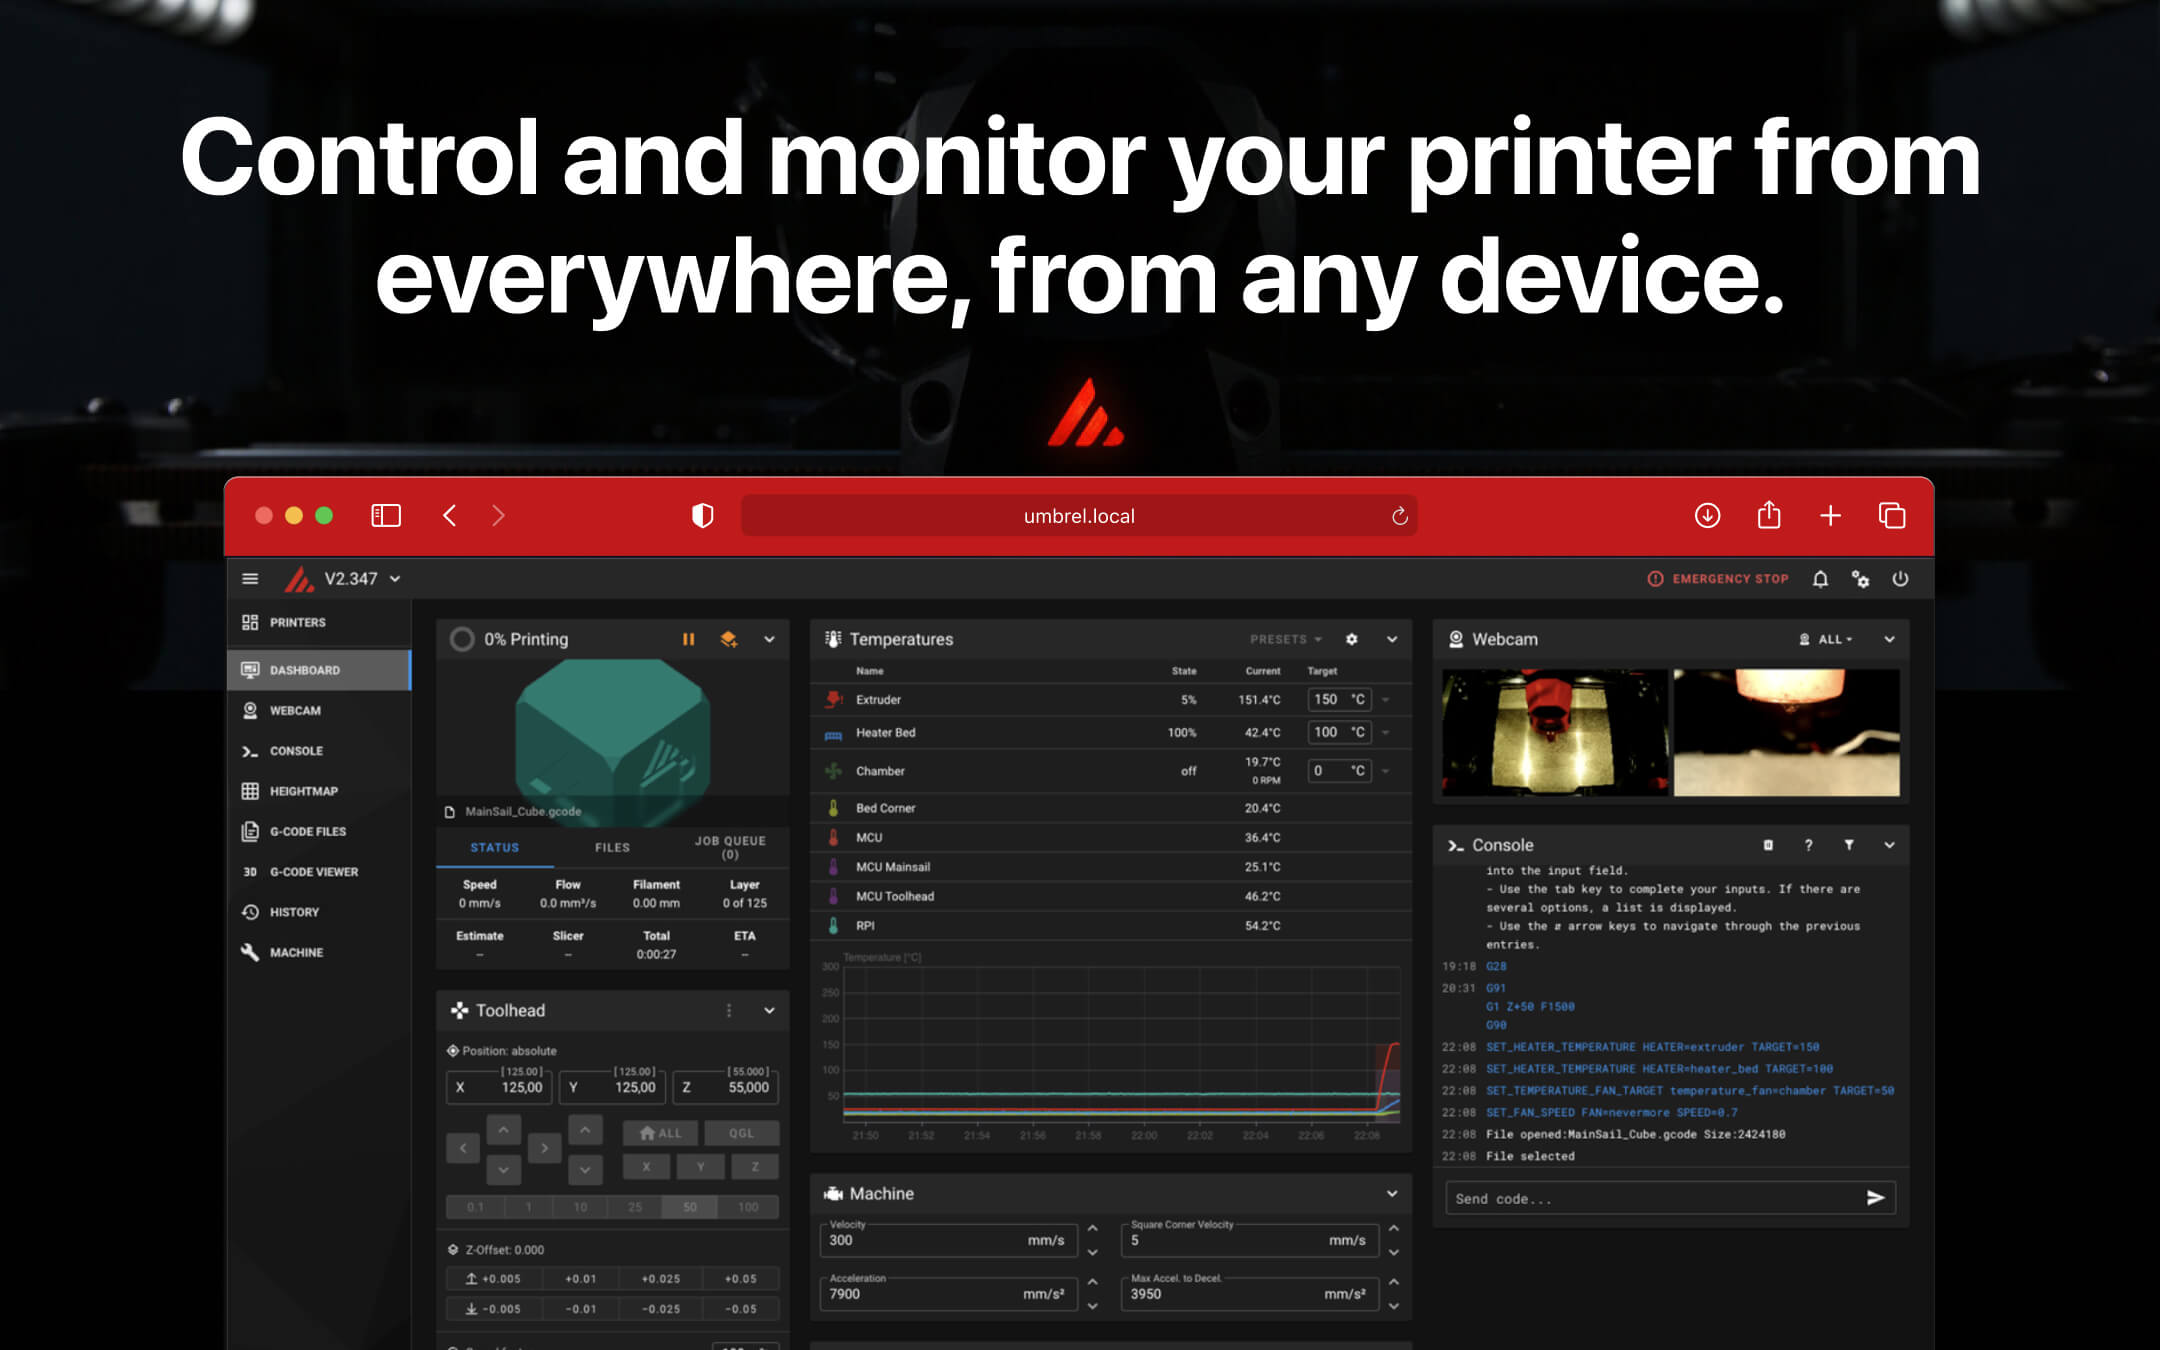 Control and monitor your printer from
everywhere, from any device.
umbrel.local
V2.347
EMERGENCY STOP
PRINTERS
DASHBOARD
WEBCAM
CONSOLE
HEIGHTMAP
G-CODE FILES
3D G-CODE VIEWER
HISTORY
MACHINE
0% Printing
MainSail_Cube.gcode
STATUS FILES JOB QUEUE
(0)
Speed Flow Filament Layer
0 mm/s 0.0 mm³/s 0.00 mm 0 of 125
Estimate Slicer Total ETA
-- -- 0:00:27 --
Toolhead
Position: absolute
[125.00] [125.00] [55.000]
X 125,00 Y 125,00 Z 55,000
ALL QGL
X Y Z
0.1 1 10 25 50 100
Z-Offset: 0.000
+0.005 +0.01 +0.025 +0.05
-0.005 -0.01 -0.025 -0.05
Temperatures PRESETS
Name State Current Target
Extruder 5% 151.4°C 150 °C
Heater Bed 100% 42.4°C 100 °C
Chamber off 19.7°C 0 °C
0 RPM
Bed Corner 20.4°C
MCU 36.4°C
MCU Mainsail 25.1°C
MCU Toolhead 46.2°C
RPI 54.2°C
Temperature [°C]
300
250
200
150
100
50
21:50 21:52 21:54 21:56 21:58 22:00 22:02 22:04 22:06 22:08
Machine
Velocity
300 mm/s
Square Corner Velocity
5 mm/s
Acceleration
7900 mm/s²
Max Accel. to Decel.
3950 mm/s²
Webcam ALL
Console ?
into the input field.
- Use the tab key to complete your inputs. If there are
several options, a list is displayed.
- Use the ⇵ arrow keys to navigate through the previous
entries.
19:18 G28
20:31 G91
G1 Z+50 F1500
G90
22:08 SET_HEATER_TEMPERATURE HEATER=extruder TARGET=150
22:08 SET_HEATER_TEMPERATURE HEATER=heater_bed TARGET=100
22:08 SET_TEMPERATURE_FAN_TARGET temperature_fan=chamber TARGET=50
22:08 SET_FAN_SPEED FAN=nevermore SPEED=0.7
22:08 File opened:MainSail_Cube.gcode Size:2424180
22:08 File selected
Send code...